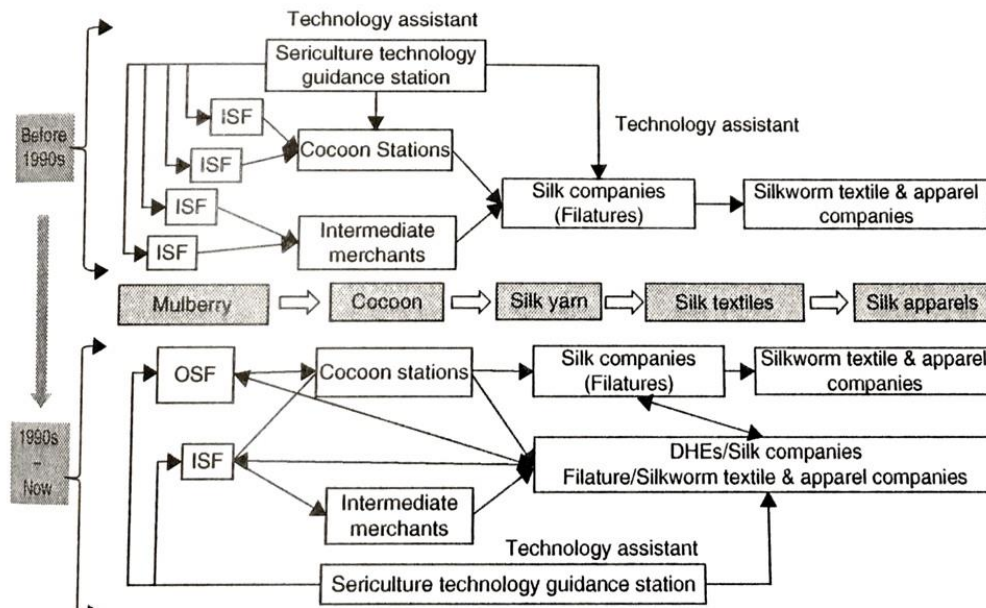 Technology assistant
Sericulture technology
guidance station
ISF
Technology assistant
Before
1990s
ISF
Cocoon Stations
ISF
Silk companies
(Filatures)
Silkworm textile & apparel
companies
ISF
Intermediate
merchants
Mulberry
Cocoon
Silk yarn
Silk textiles
Silk apparels
OSF
Cocoon stations
Silk companies
(Filatures)
Silkworm textile & apparel
companies
1990s
–
Now
ISF
DHEs/Silk companies
Filature/Silkworm textile & apparel companies
Intermediate
merchants
Technology assistant
Sericulture technology guidance station